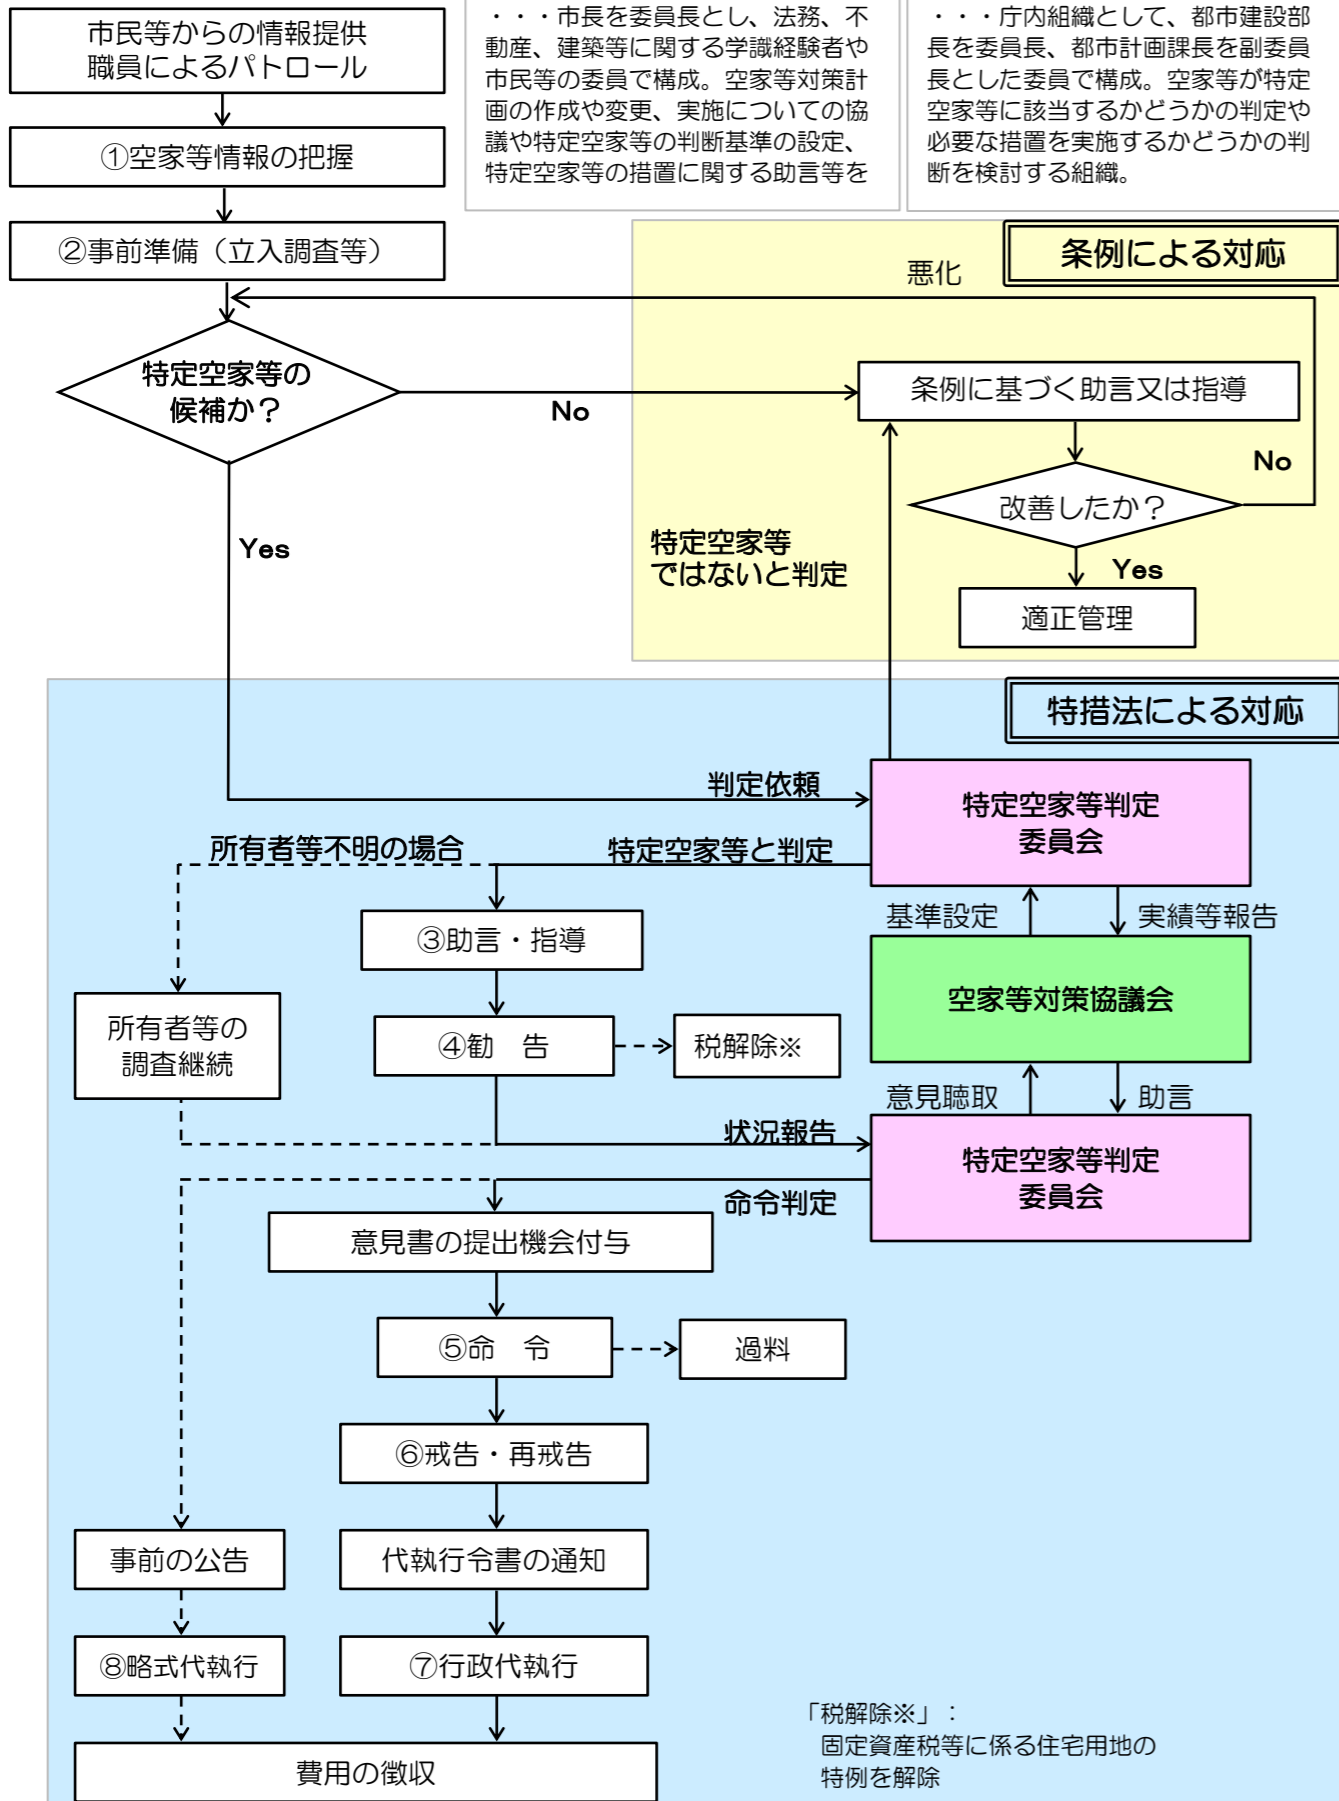 市民等からの情報提供
職員によるパトロール
・・・市長を委員長とし、法務、不
動産、建築等に関する学識経験者や
市民等の委員で構成。空家等対策計
画の作成や変更、実施についての協
議や特定空家等の判断基準の設定、
特定空家等の措置に関する助言等を
・・・庁内組織として、都市建設部
長を委員長、都市計画課長を副委員
長とした委員で構成。空家等が特定
空家等に該当するかどうかの判定や
必要な措置を実施するかどうかの判
断を検討する組織。
①空家等情報の把握
②事前準備（立入調査等）
条例による対応
悪化
特定空家等の
候補か？
No
条例に基づく助言又は指導
No
改善したか？
Yes
特定空家等
ではないと判定
Yes
適正管理
特措法による対応
判定依頼
特定空家等判定
委員会
所有者等不明の場合
特定空家等と判定
基準設定
実績等報告
③助言・指導
空家等対策協議会
所有者等の
調査継続
④勧　告
税解除※
意見聴取
助言
状況報告
特定空家等判定
委員会
命令判定
意見書の提出機会付与
⑤命　令
過料
⑥戒告・再戒告
事前の公告
代執行令書の通知
⑧略式代執行
⑦行政代執行
費用の徴収
「税解除※」：
固定資産税等に係る住宅用地の
特例を解除